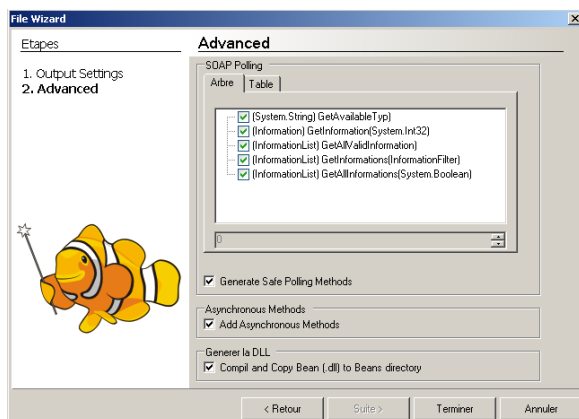 File Wizard
Etapes
1. Output Settings
2. Advanced
Advanced
SOAP Polling
Arbre
Table
(System.String) GetAvailableTyp)
(Information) GetInformation(System.Int32)
(InformationList) GetAllValidInformation)
(InformationList) GetInformations(InformationFilter)
(InformationList) GetAllInformations(System.Boolean)
0
Generate Safe Polling Methods
Asynchronous Methods
Add Asynchronous Methods
Generer la DLL
Compil and Copy Bean (.dll) to Beans directory
< Retour
Suite >
Terminer
Annuler